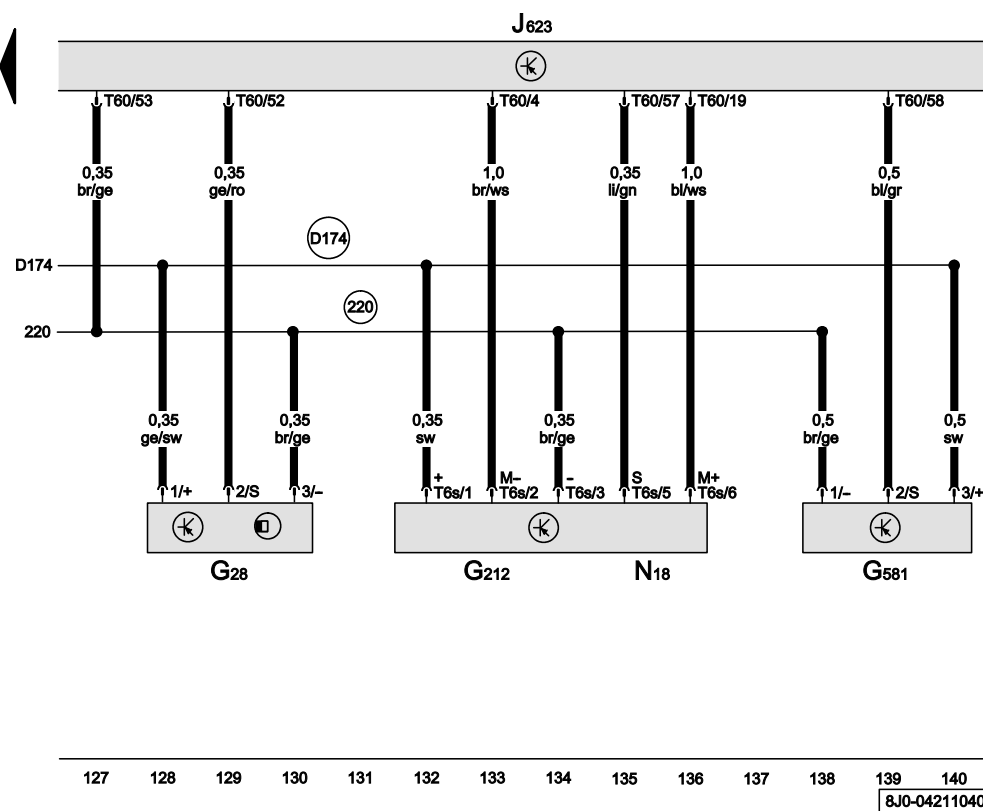 J623
T60/53 T60/52 T60/4 T60/57 T60/19 T60/58
0,35 0,35 1,0 0,35 1,0 0,5
br/ge ge/ro br/ws li/gn bl/ws bl/gr
D174
D174
220
220
0,35 0,35 0,35 0,35 0,5 0,5
ge/sw br/ge sw br/ge br/ge sw
+ M– – S M+
1/+ 2/S 3/– T6s/1 T6s/2 T6s/3 T6s/5 T6s/6 1/– 2/S 3/+
G28 G212 N18 G581
127 128 129 130 131 132 133 134 135 136 137 138 139 140
8J0-04211040